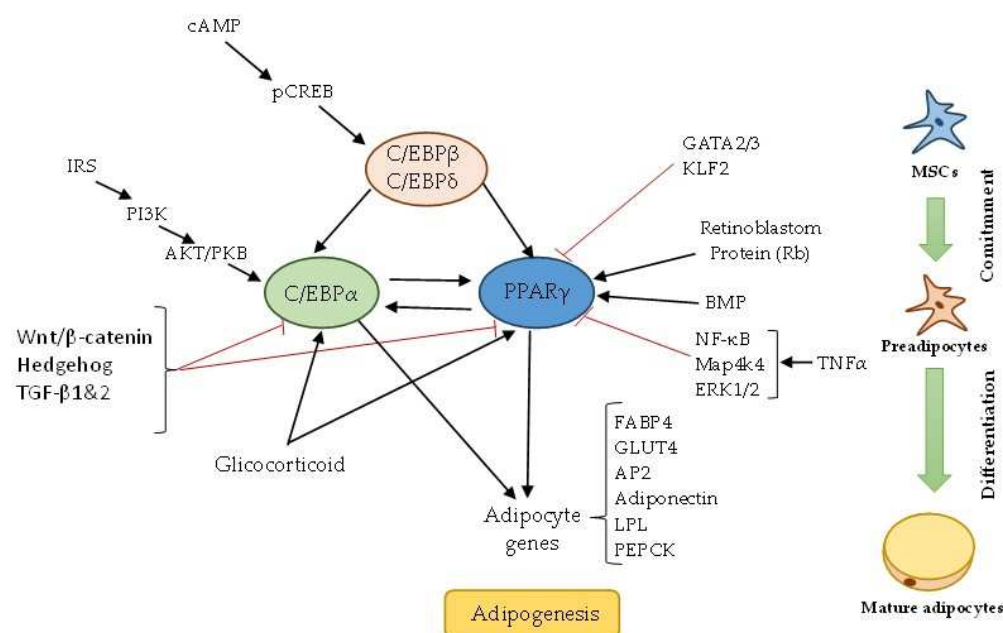 cAMP
pCREB
C/EBPβ
C/EBPδ
IRS
PI3K
AKT/PKB
C/EBPα
PPARγ
GATA2/3
KLF2
Retinoblastom
Protein (Rb)
BMP
NF-κB
Map4k4
ERK1/2
TNFα
Wnt/β-catenin
Hedgehog
TGF-β1&2
Glicocorticoid
Adipocyte
genes
FABP4
GLUT4
AP2
Adiponectin
LPL
PEPCK
Adipogenesis
MSCs
Comitmment
Preadipocytes
Differentiation
Mature adipocytes